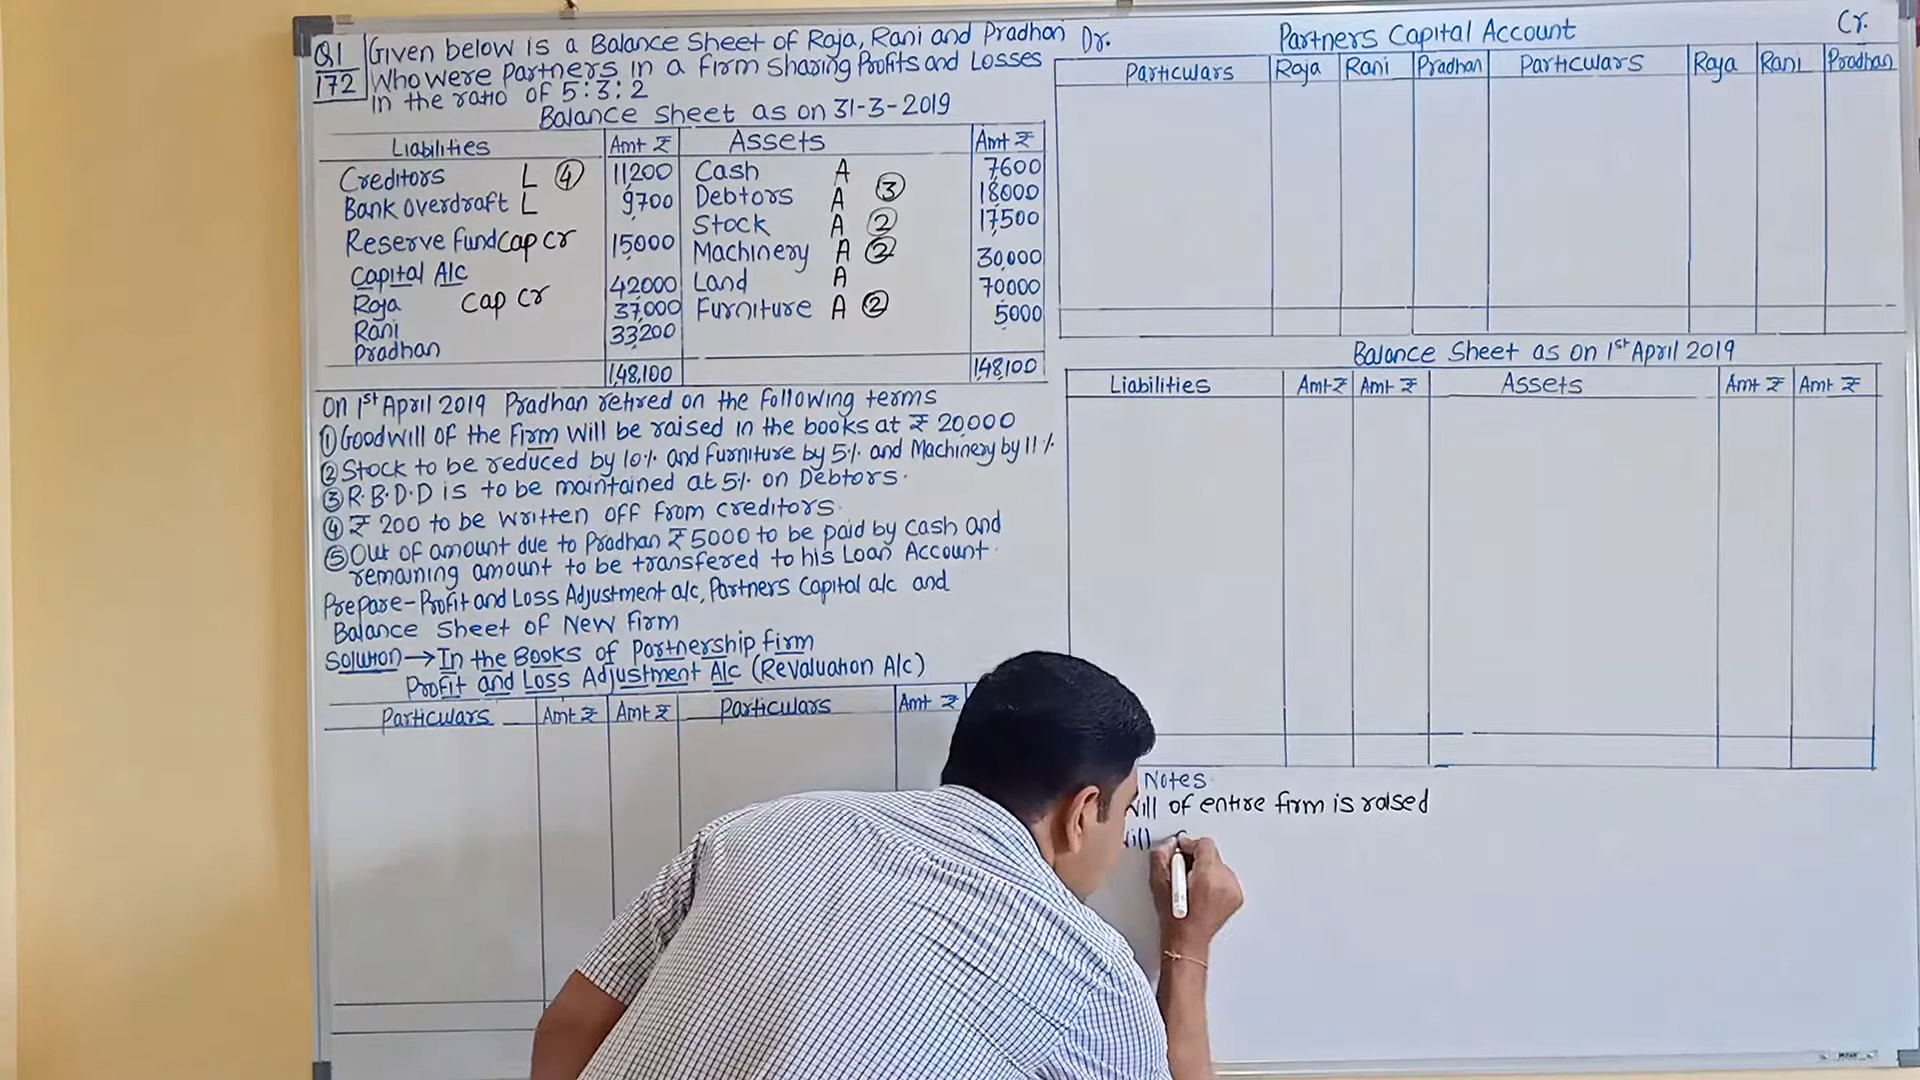 Q1 Given below is a Balance Sheet of Raja, Rani and Pradhan
172 Who were partners in a firm sharing Profits and Losses
in the ratio of 5:3:2
Balance sheet as on 31-3-2019
Liabilities Amt ₹ Assets Amt ₹
Creditors L ④ 11,200 Cash A 7600
Bank overdraft L 9,700 Debtors A ③ 18,000
Stock A ② 17,500
Reserve fund cap cr 15000 Machinery A ② 30,000
Capital A/c
Raja cap cr 42000 Land A 70000
Rani 37,000 Furniture A ② 5000
Pradhan 33,200
1,48,100 1,48,100
On 1st April 2019 Pradhan retired on the following terms
① Goodwill of the Firm will be raised in the books at ₹ 20000
② Stock to be reduced by 10% and furniture by 5% and Machinery by 11%
③ R.B.D.D is to be maintained at 5% on Debtors.
④ ₹ 200 to be written off from creditors.
⑤ Out of amount due to Pradhan ₹ 5000 to be paid by cash and
remaining amount to be transfered to his Loan Account.
Prepare - Profit and Loss Adjustment a/c, Partners Capital a/c and
Balance Sheet of New Firm
Solution → In the Books of Partnership firm
Profit and Loss Adjustment A/c (Revaluation A/c)
Particulars Amt ₹ Amt ₹ Particulars Amt ₹
Dr. Partners Capital Account Cr.
Particulars Raja Rani Pradhan Particulars Raja Rani Pradhan
Balance Sheet as on 1st April 2019
Liabilities Amt ₹ Amt ₹ Assets Amt ₹ Amt ₹
Notes
will of entire firm is raised